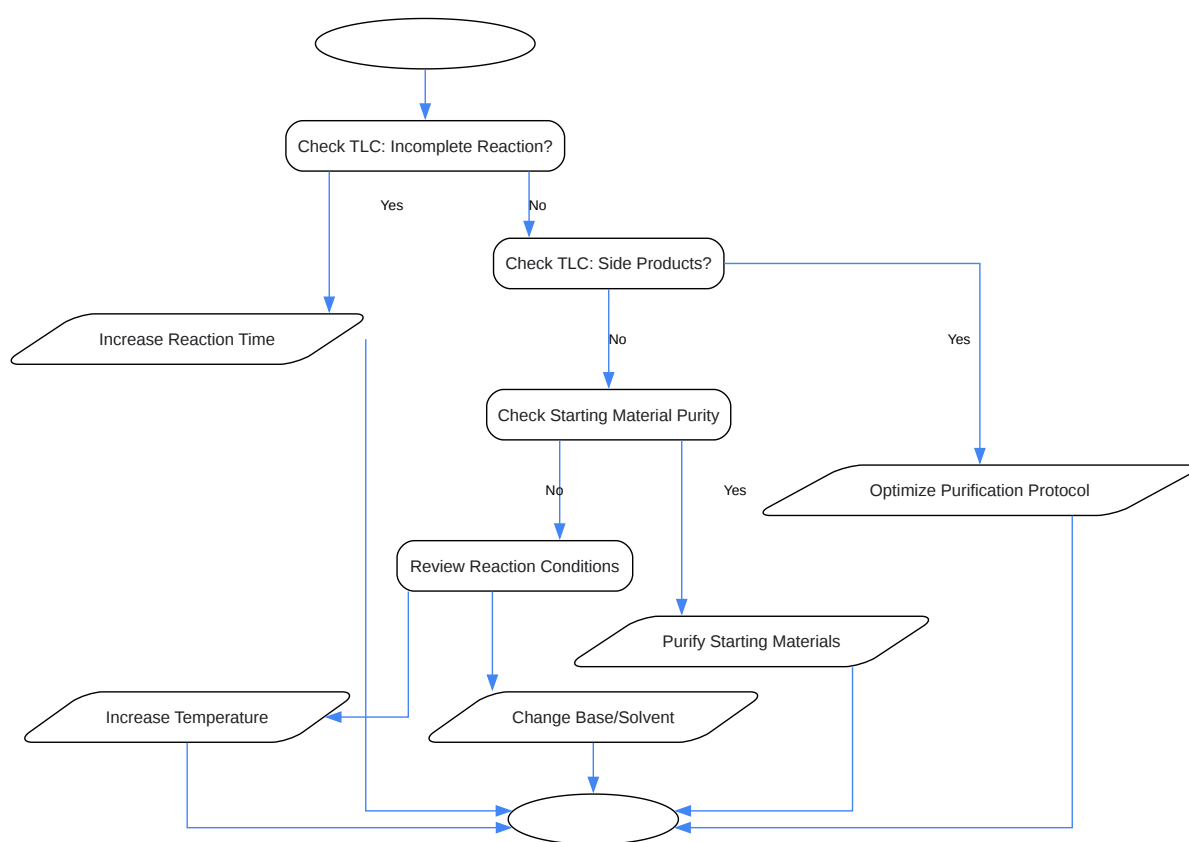 Check TLC: Incomplete Reaction?
Yes
No
Check TLC: Side Products?
Increase Reaction Time
No
Yes
Check Starting Material Purity
No
Yes
Optimize Purification Protocol
Review Reaction Conditions
Purify Starting Materials
Increase Temperature
Change Base/Solvent